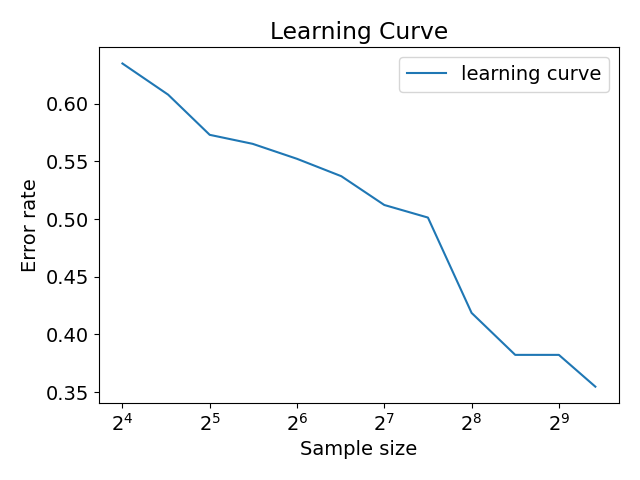 Learning Curve
learning curve
Error rate
0.60
0.55
0.50
0.45
0.40
0.35
2⁴ 2⁵ 2⁶ 2⁷ 2⁸ 2⁹
Sample size